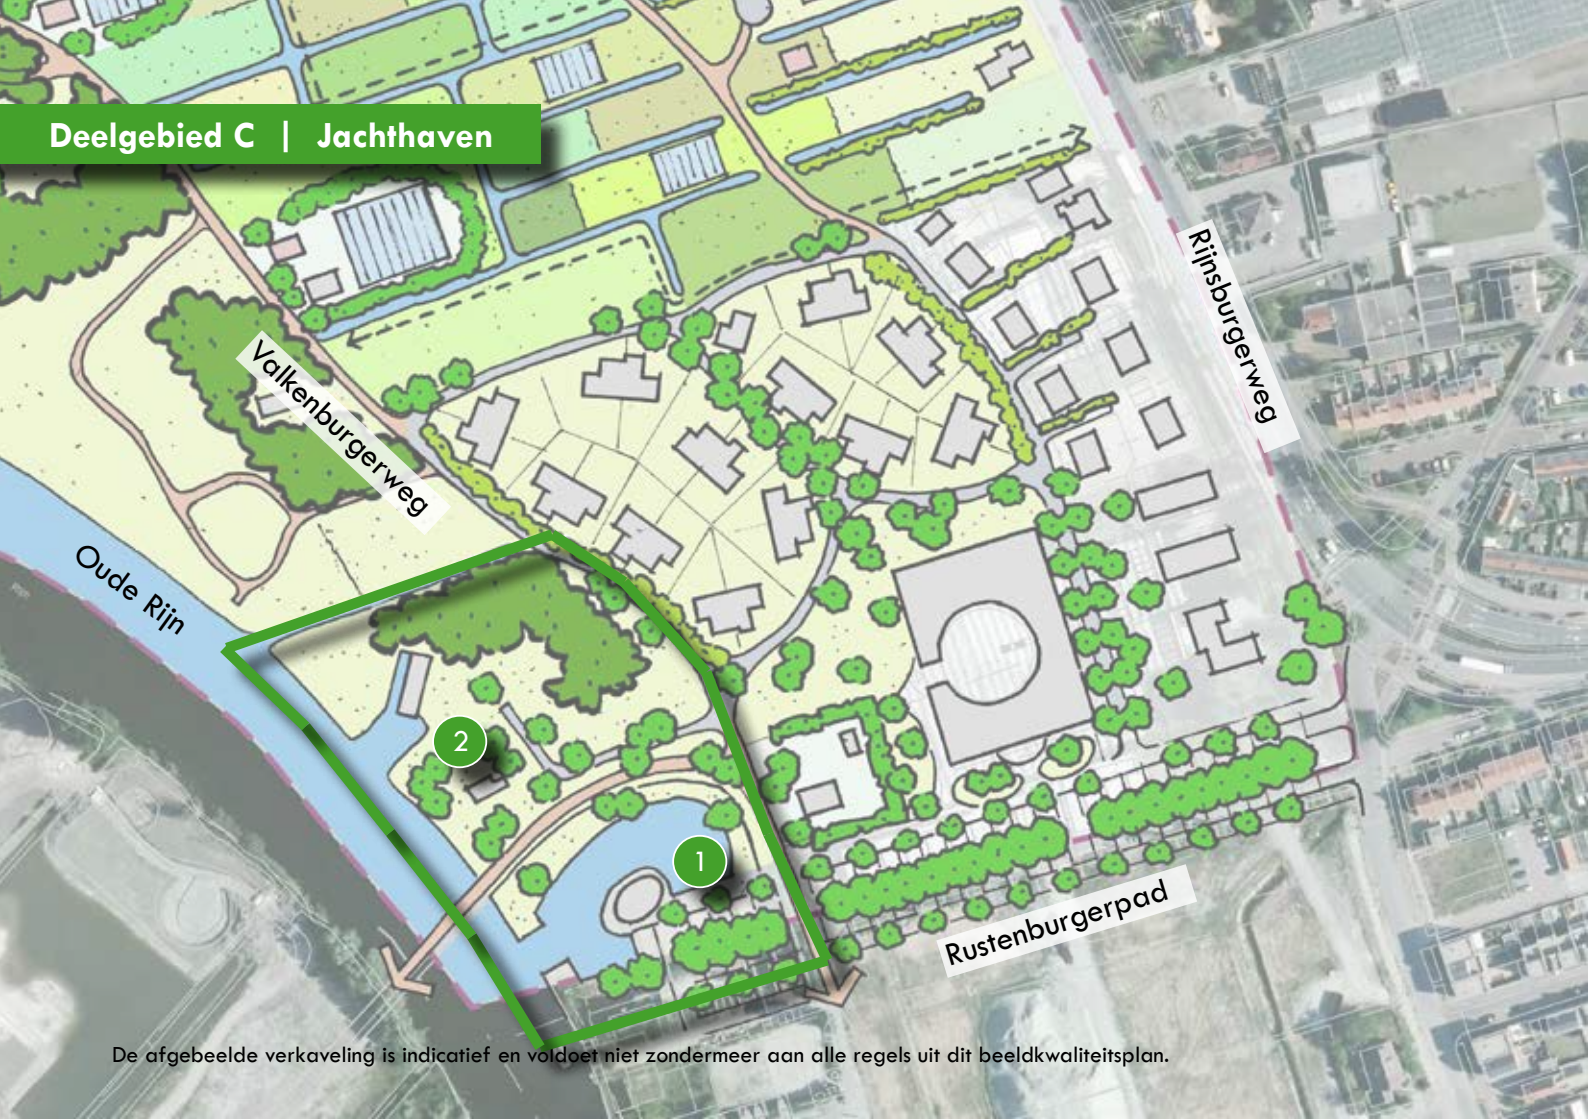 Deelgebied C | Jachthaven
Rijnsburgerweg
Valkenburgerweg
Oude Rijn
2
1
Rustenburgerpad
De afgebeelde verkaveling is indicatief en voldoet niet zondermeer aan alle regels uit dit beeldkwaliteitsplan.